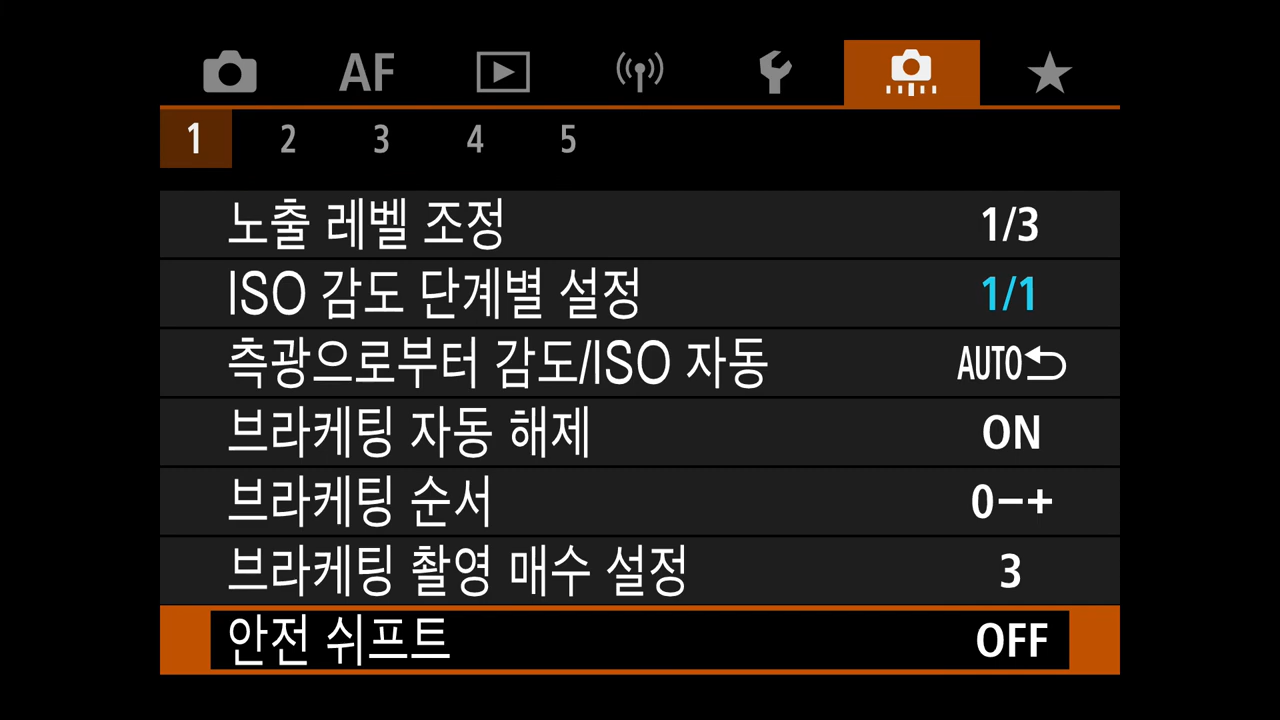 AF
1 2 3 4 5
노출 레벨 조정 1/3
ISO 감도 단계별 설정 1/1
측광으로부터 감도/ISO 자동 AUTO
브라케팅 자동 해제 ON
브라케팅 순서 0−+
브라케팅 촬영 매수 설정 3
안전 쉬프트 OFF